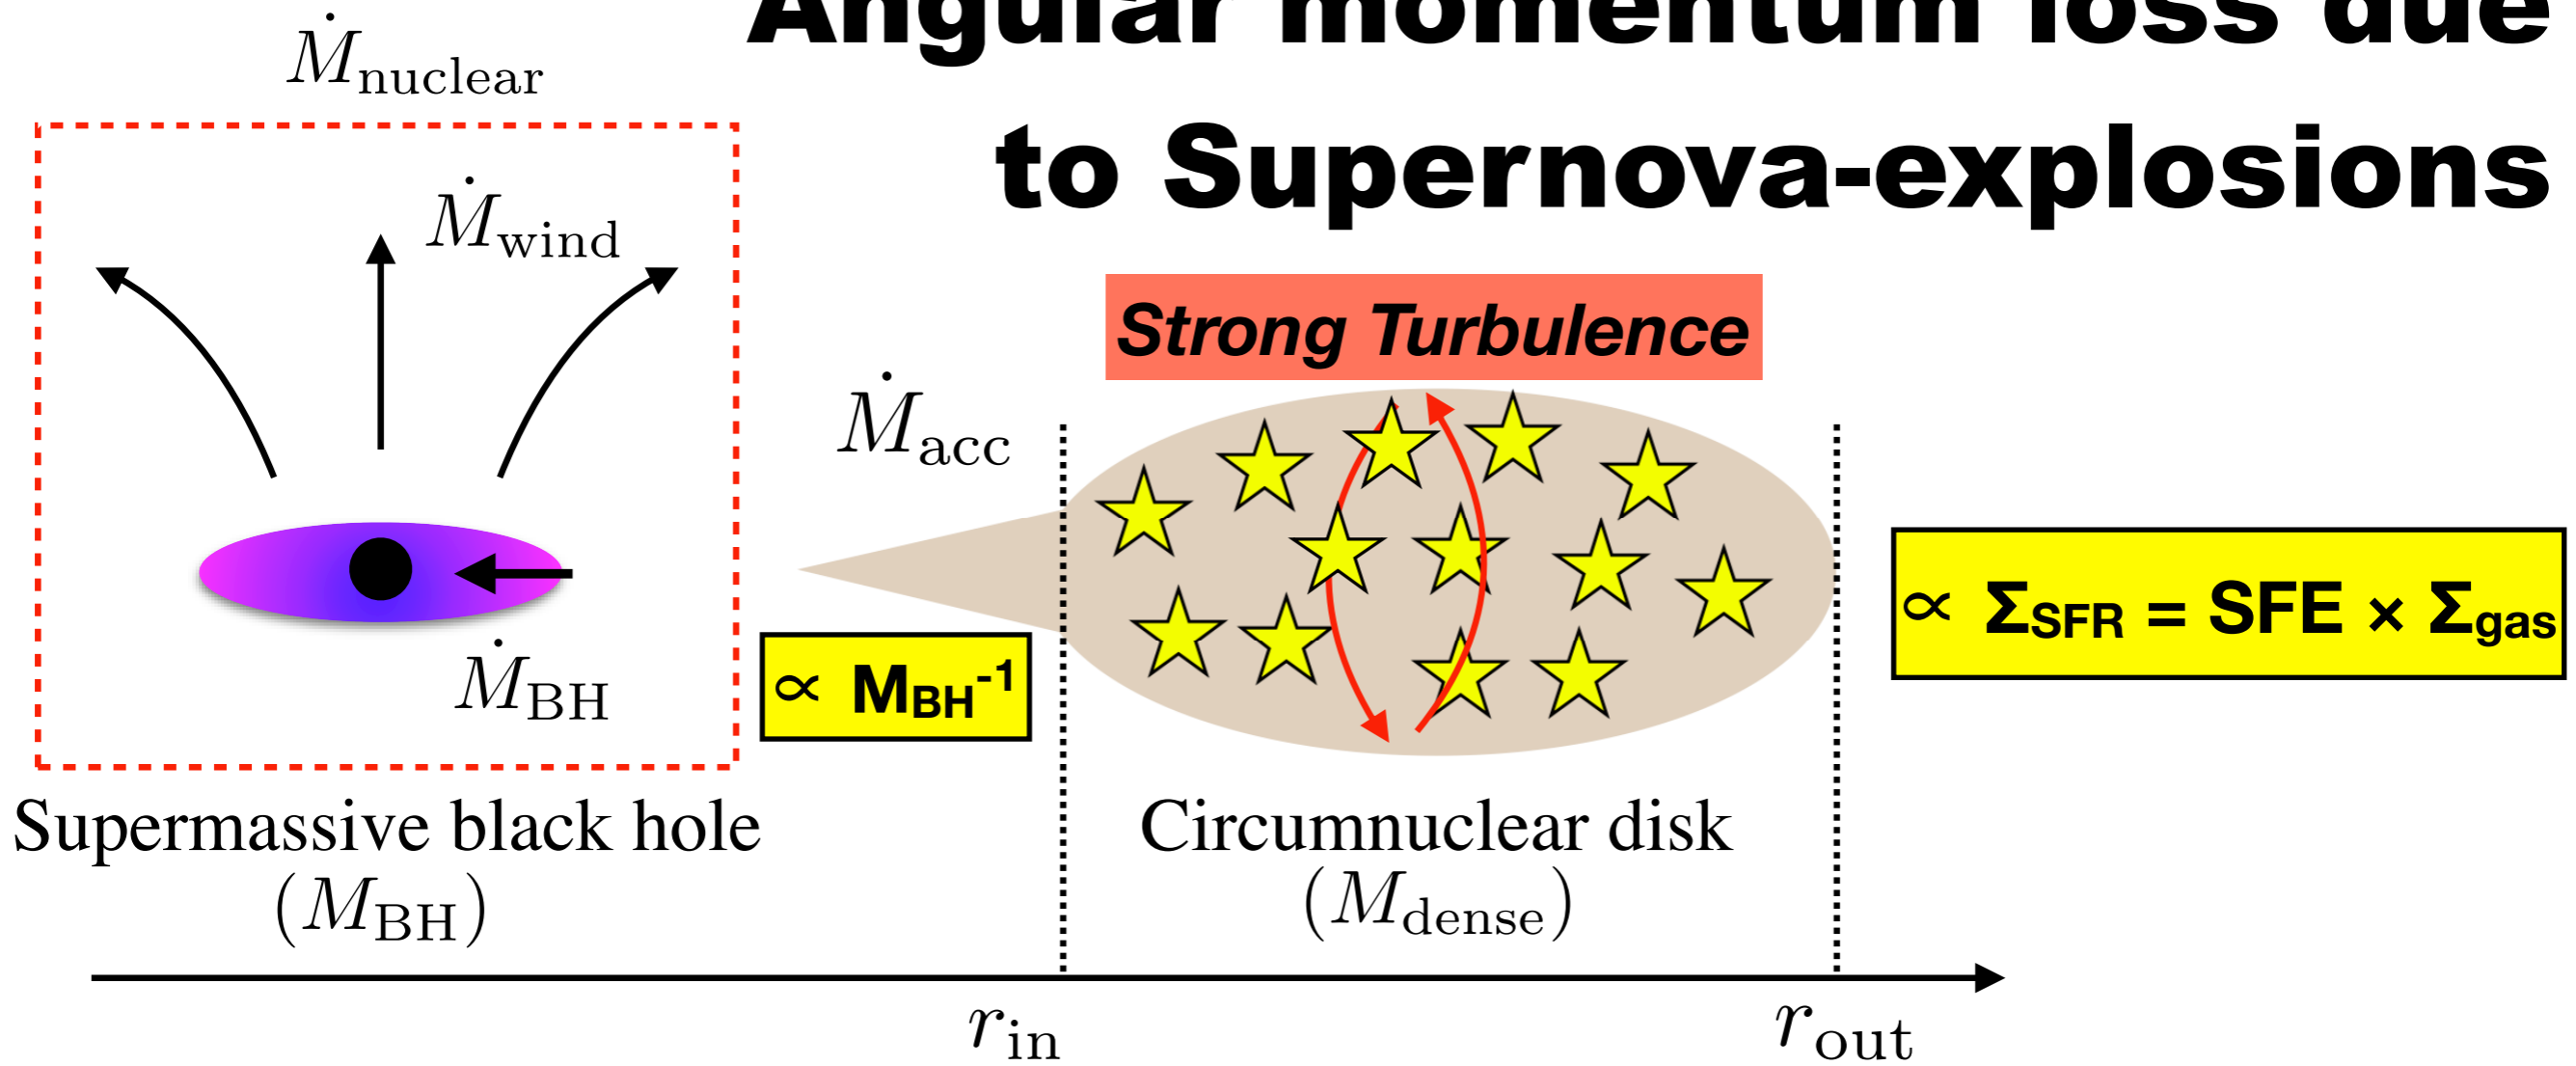 Angular momentum loss due
to Supernova-explosions
Ṁnuclear
Ṁwind
Strong Turbulence
Ṁacc
∝ ΣSFR = SFE × Σgas
∝ MBH⁻¹
ṀBH
Supermassive black hole
(MBH)
Circumnuclear disk
(Mdense)
rin
rout